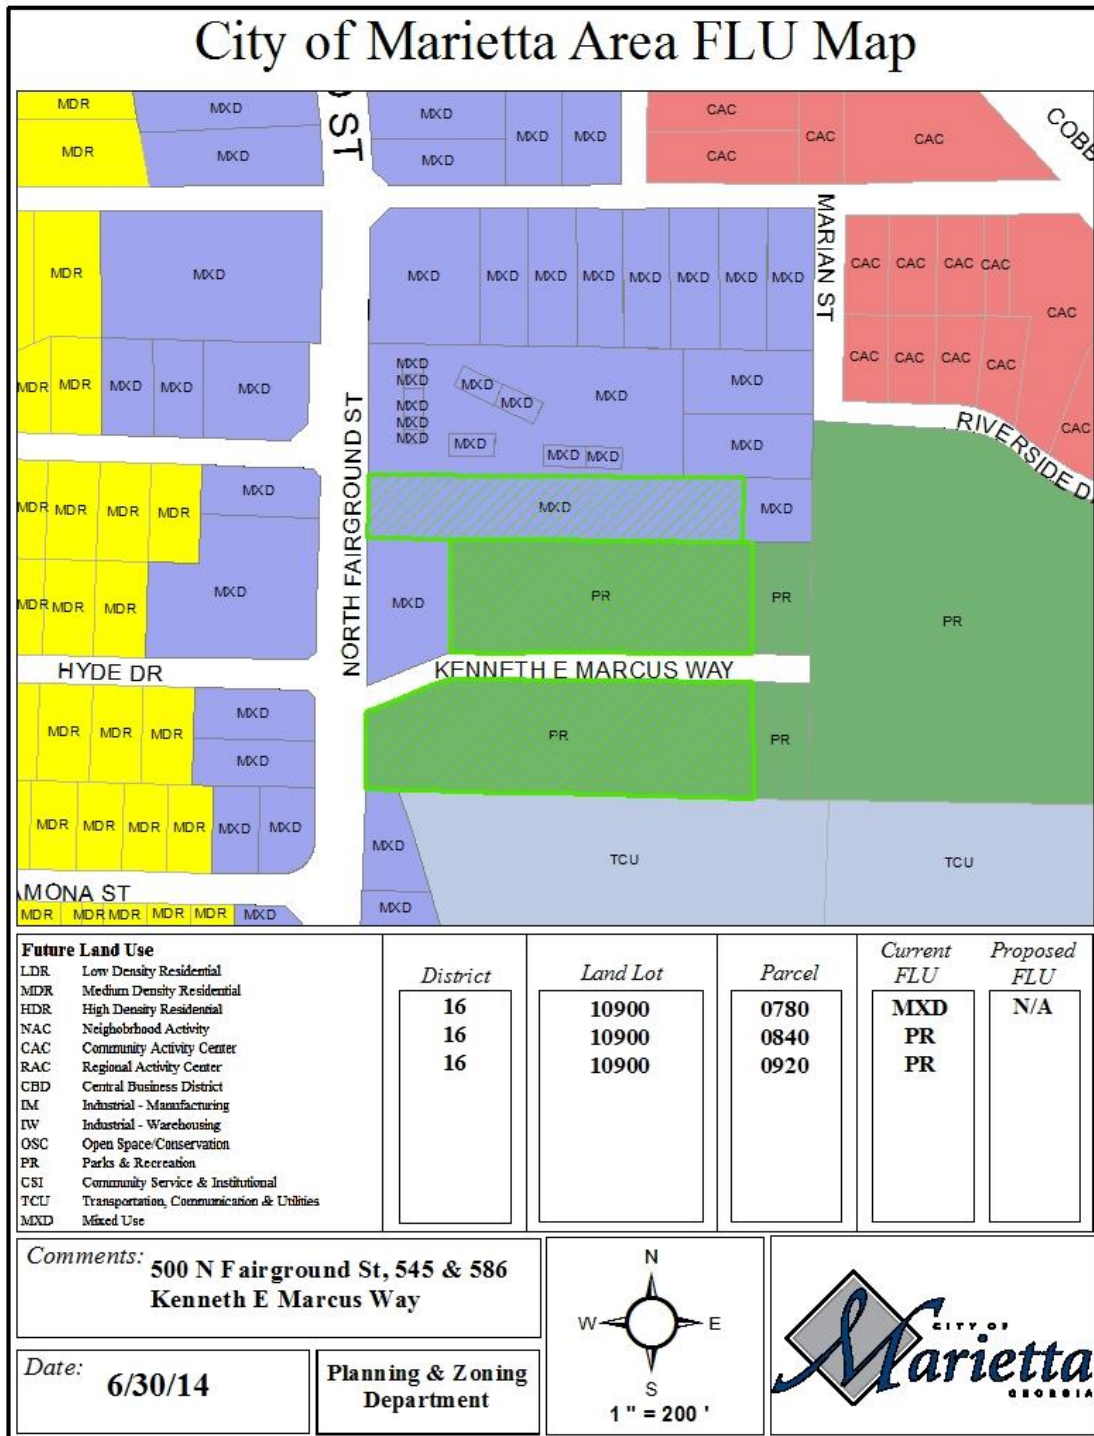 City of Marietta Area FLU Map
MDR MXD ST MXD CAC COBB
MDR MXD MXD MXD MXD CAC CAC CAC
MARIAN ST
MDR MXD MXD MXD MXD MXD MXD MXD MXD MXD CAC CAC CAC CAC
CAC
MDR MDR MXD MXD MXD MXD MXD MXD MXD MXD CAC CAC CAC CAC
MXD MXD
MXD
MXD
MXD MXD MXD MXD MXD CAC
RIVERSIDE D
NORTH FAIRGROUND ST
MDR MDR MDR MDR MXD MXD MXD
MDR MDR MDR MXD MXD PR PR PR
HYDE DR KENNETH E MARCUS WAY
MDR MDR MDR MXD PR PR
MXD
MDR MDR MDR MDR MXD MXD MXD TCU TCU
AMONA ST
MDR MDR MDR MDR MDR MXD MXD
Future Land Use
LDR Low Density Residential
MDR Medium Density Residential
HDR High Density Residential
NAC Neighobrhood Activity
CAC Community Activity Center
RAC Regional Activity Center
CBD Central Business District
IM Industrial - Manufacturing
IW Industrial - Warehousing
OSC Open Space/Conservation
PR Parks & Recreation
CSI Community Service & Institutional
TCU Transportation, Communication & Utilities
MXD Mixed Use
District Land Lot Parcel Current FLU Proposed FLU
16 10900 0780 MXD N/A
16 10900 0840 PR
16 10900 0920 PR
Comments: 500 N Fairground St, 545 & 586
Kenneth E Marcus Way
Date: 6/30/14
Planning & Zoning
Department
N
W E
S
1 " = 200 '
CITY OF
Marietta
GEORGIA